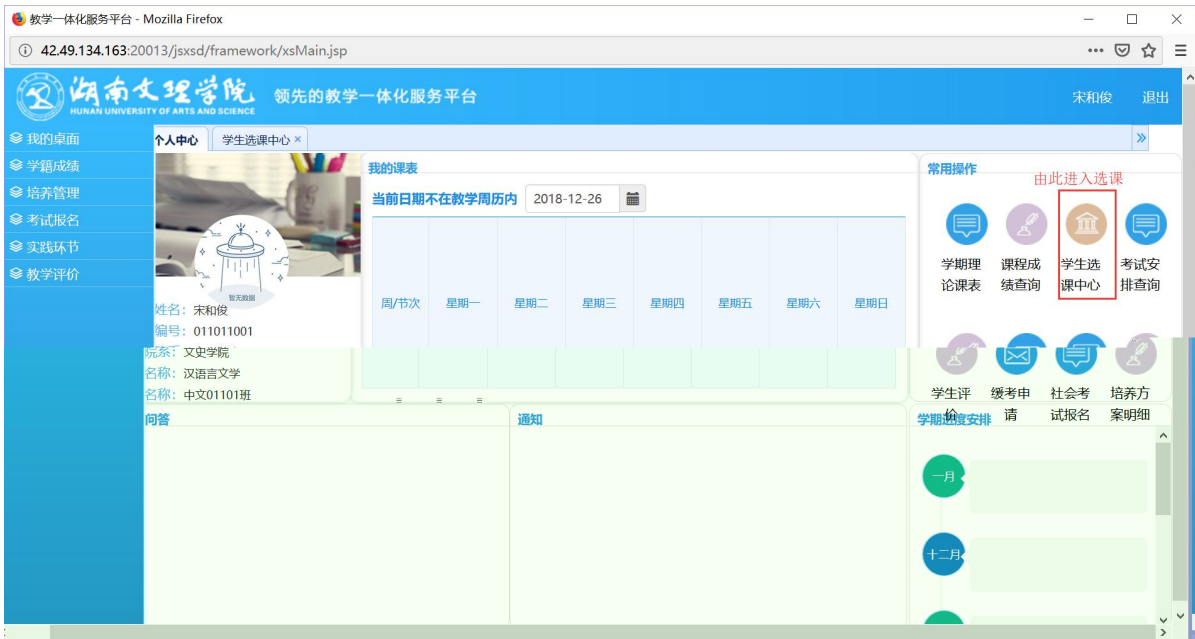 教学一体化服务平台 - Mozilla Firefox
42.49.134.163:20013/jsxsd/framework/xsMain.jsp
湖南文理学院
HUNAN UNIVERSITY OF ARTS AND SCIENCE
领先的教学一体化服务平台
宋和俊 退出
我的桌面
学籍成绩
培养管理
考试报名
实践环节
教学评价
个人中心 学生选课中心 ×
暂无数据
姓名：宋和俊
编号：011011001
院系：文史学院
名称：汉语言文学
名称：中文01101班
我的课表
当前日期不在教学周历内 2018-12-26
周/节次 星期一 星期二 星期三 星期四 星期五 星期六 星期日
常用操作
由此进入选课
学期理论课表
课程成绩查询
学生选课中心
考试安排查询
学生评价
缓考申请
社会考试报名
培养方案明细
问答
通知
学期进度安排
一月
十二月